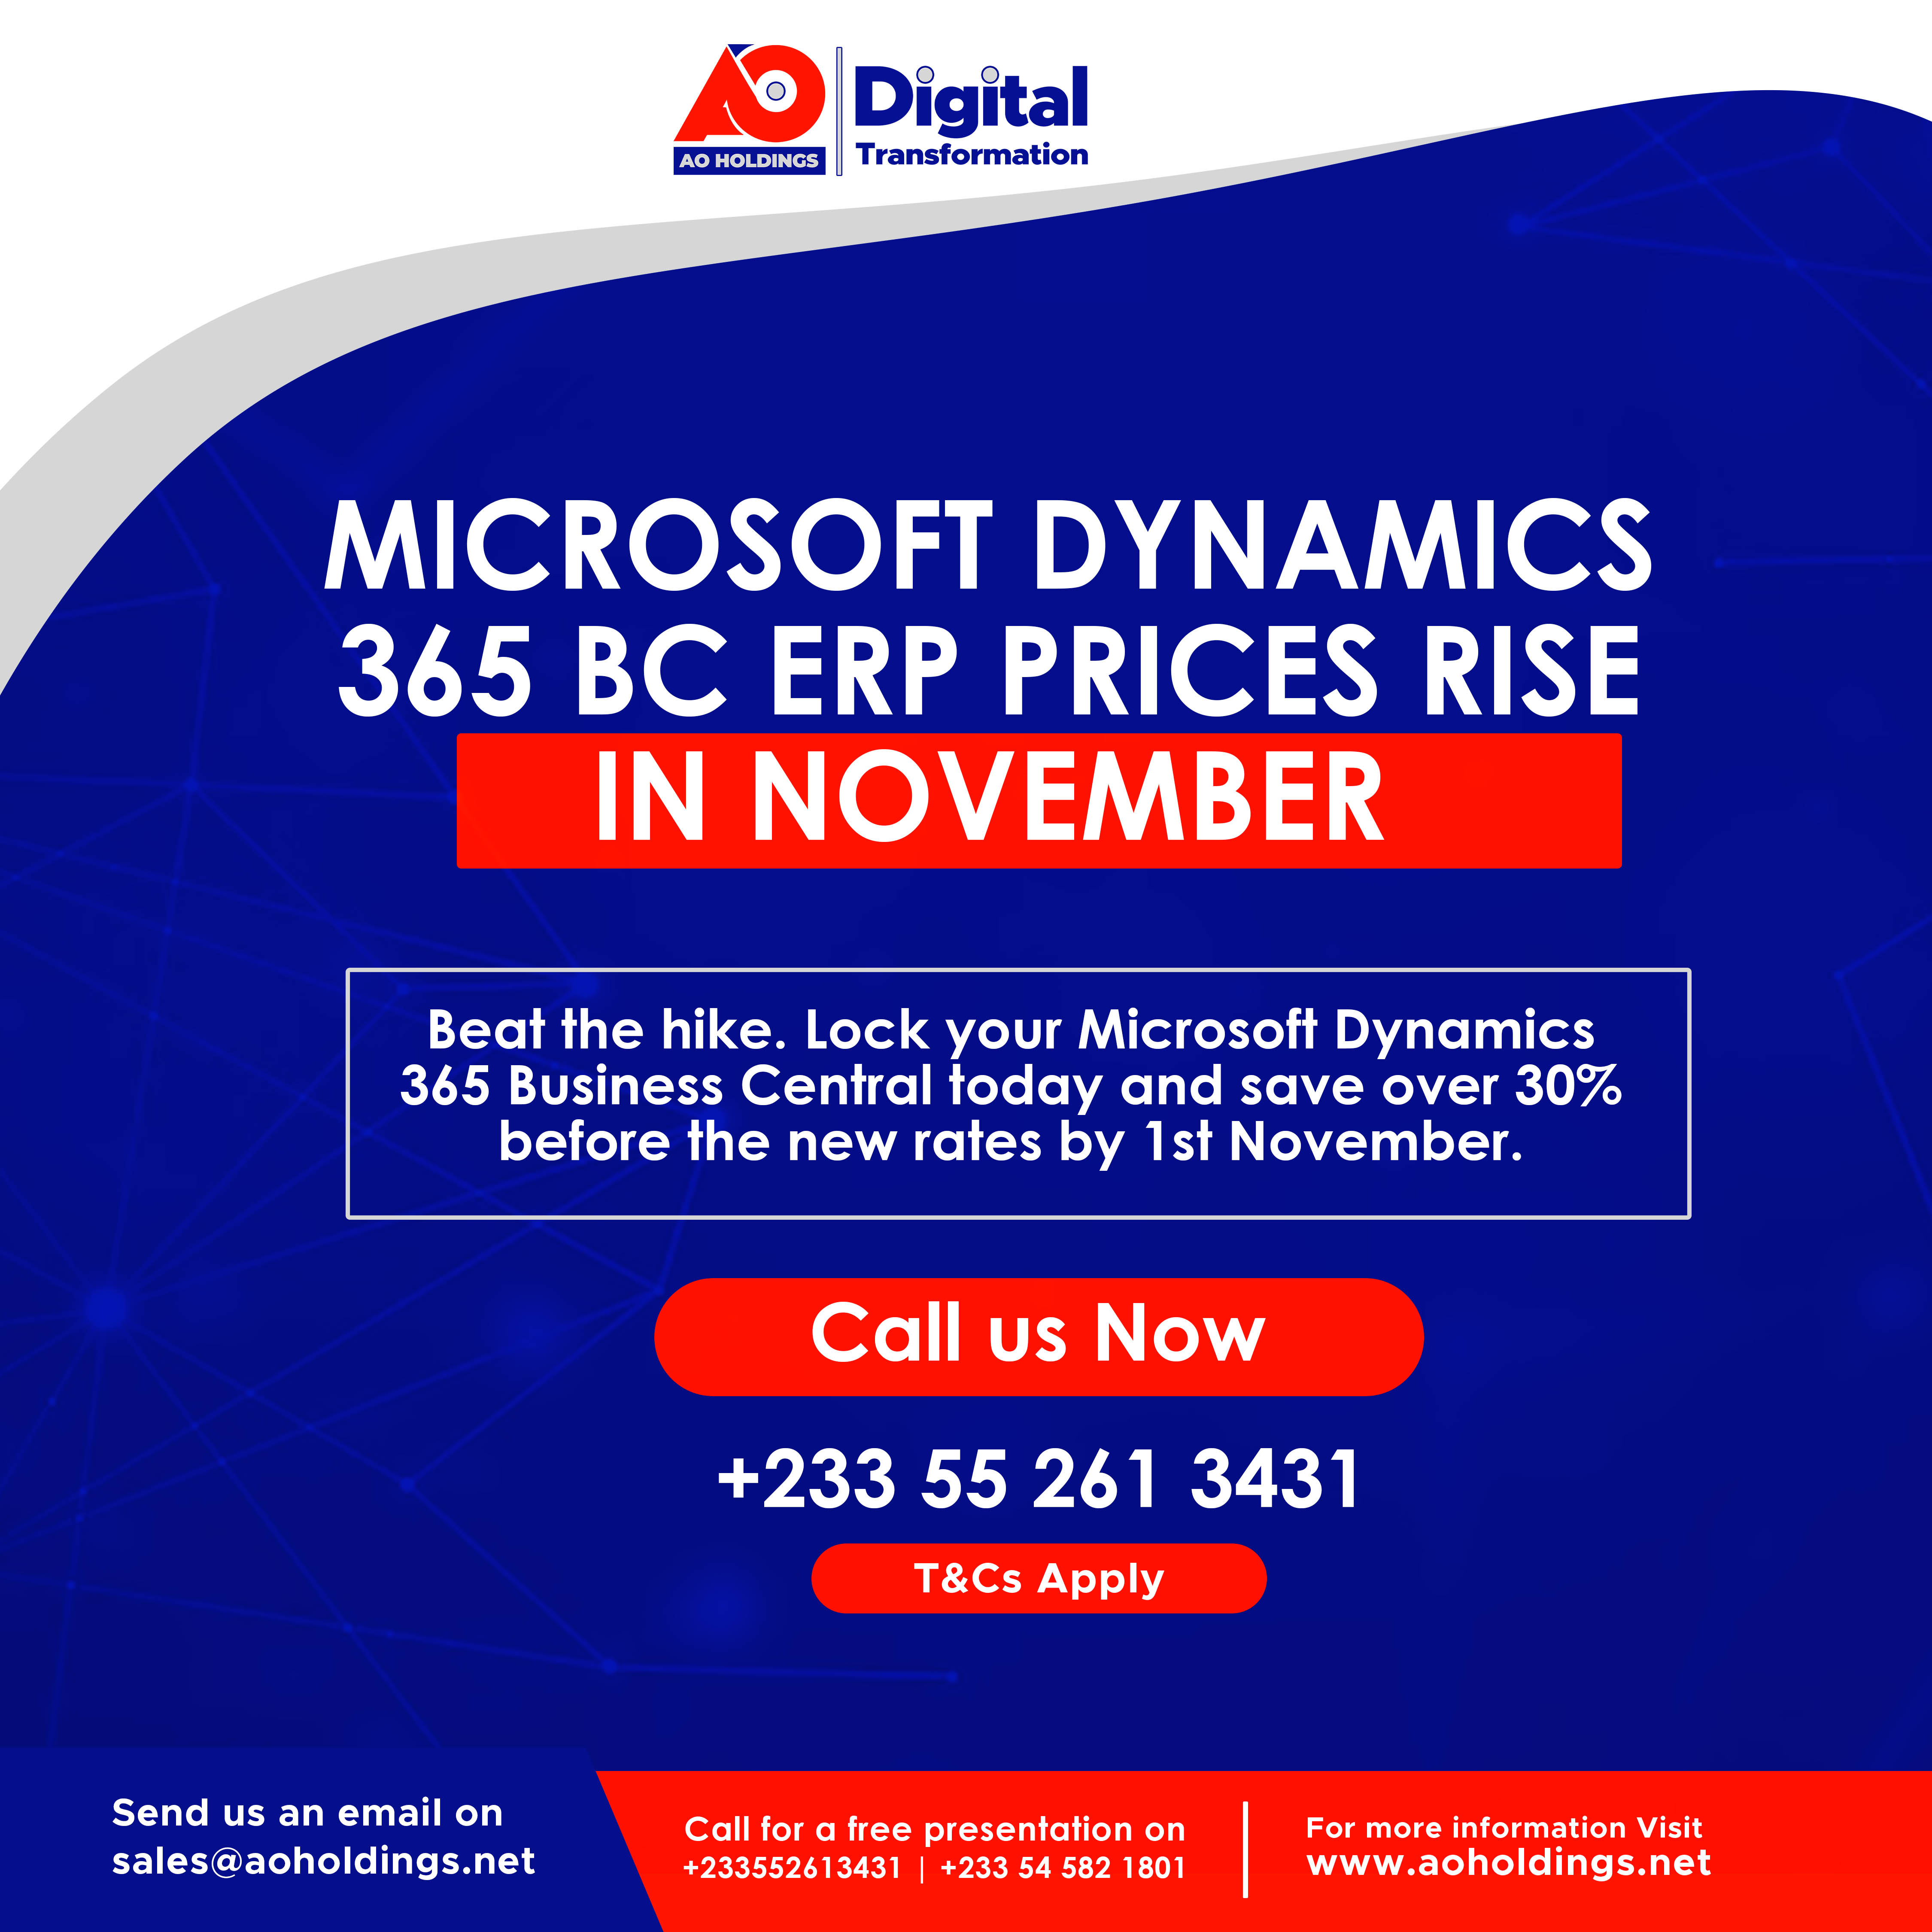 AO HOLDINGS
Digital
Transformation
MICROSOFT DYNAMICS
365 BC ERP PRICES RISE
IN NOVEMBER
Beat the hike. Lock your Microsoft Dynamics
365 Business Central today and save over 30%
before the new rates by 1st November.
Call us Now
+233 55 261 3431
T&Cs Apply
Send us an email on
sales@aoholdings.net
Call for a free presentation on
+233552613431 | +233 54 582 1801
For more information Visit
www.aoholdings.net